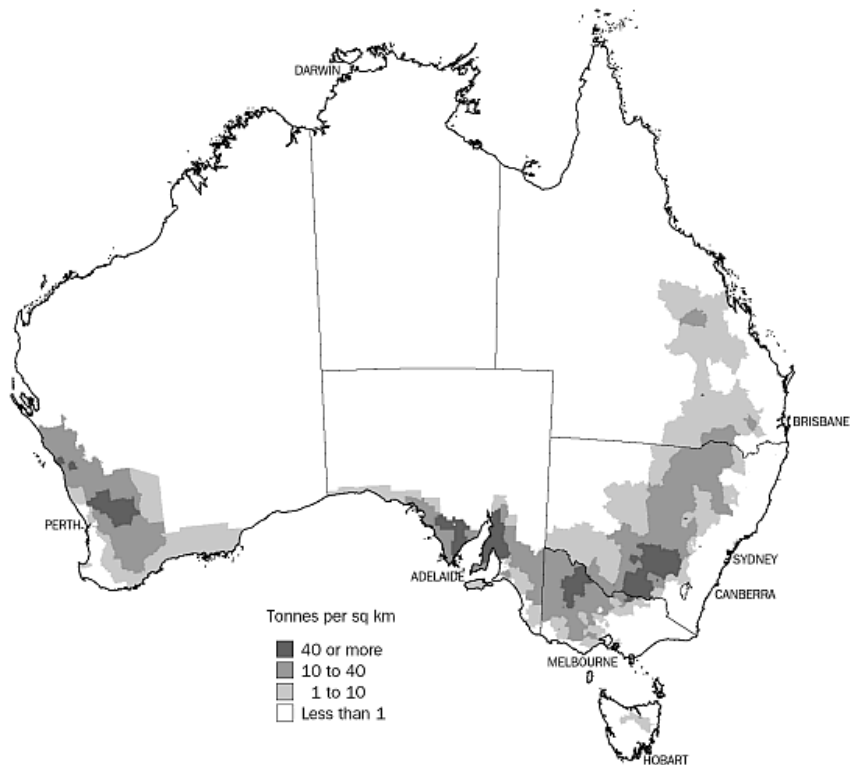 DARWIN
BRISBANE
PERTH
SYDNEY
ADELAIDE
CANBERRA
Tonnes per sq km
40 or more
10 to 40
1 to 10
Less than 1
MELBOURNE
HOBART